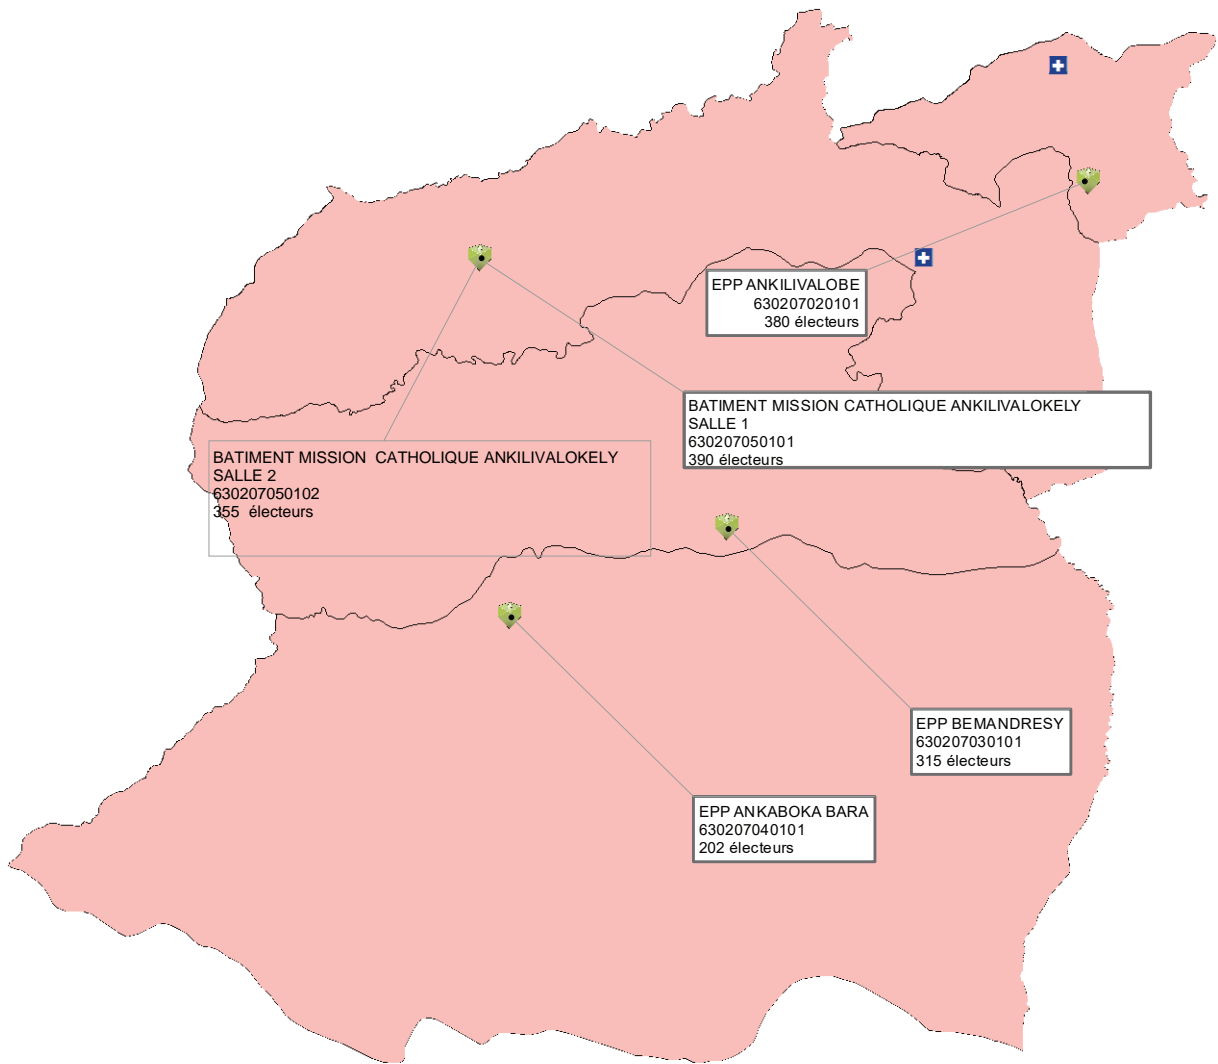 EPP ANKILIVALOBE
630207020101
380 électeurs
BATIMENT MISSION CATHOLIQUE ANKILIVALOKELY
SALLE 1
630207050101
390 électeurs
BATIMENT MISSION  CATHOLIQUE ANKILIVALOKELY
SALLE 2
630207050102
355  électeurs
EPP BEMANDRESY
630207030101
315 électeurs
EPP ANKABOKA BARA
630207040101
202 électeurs